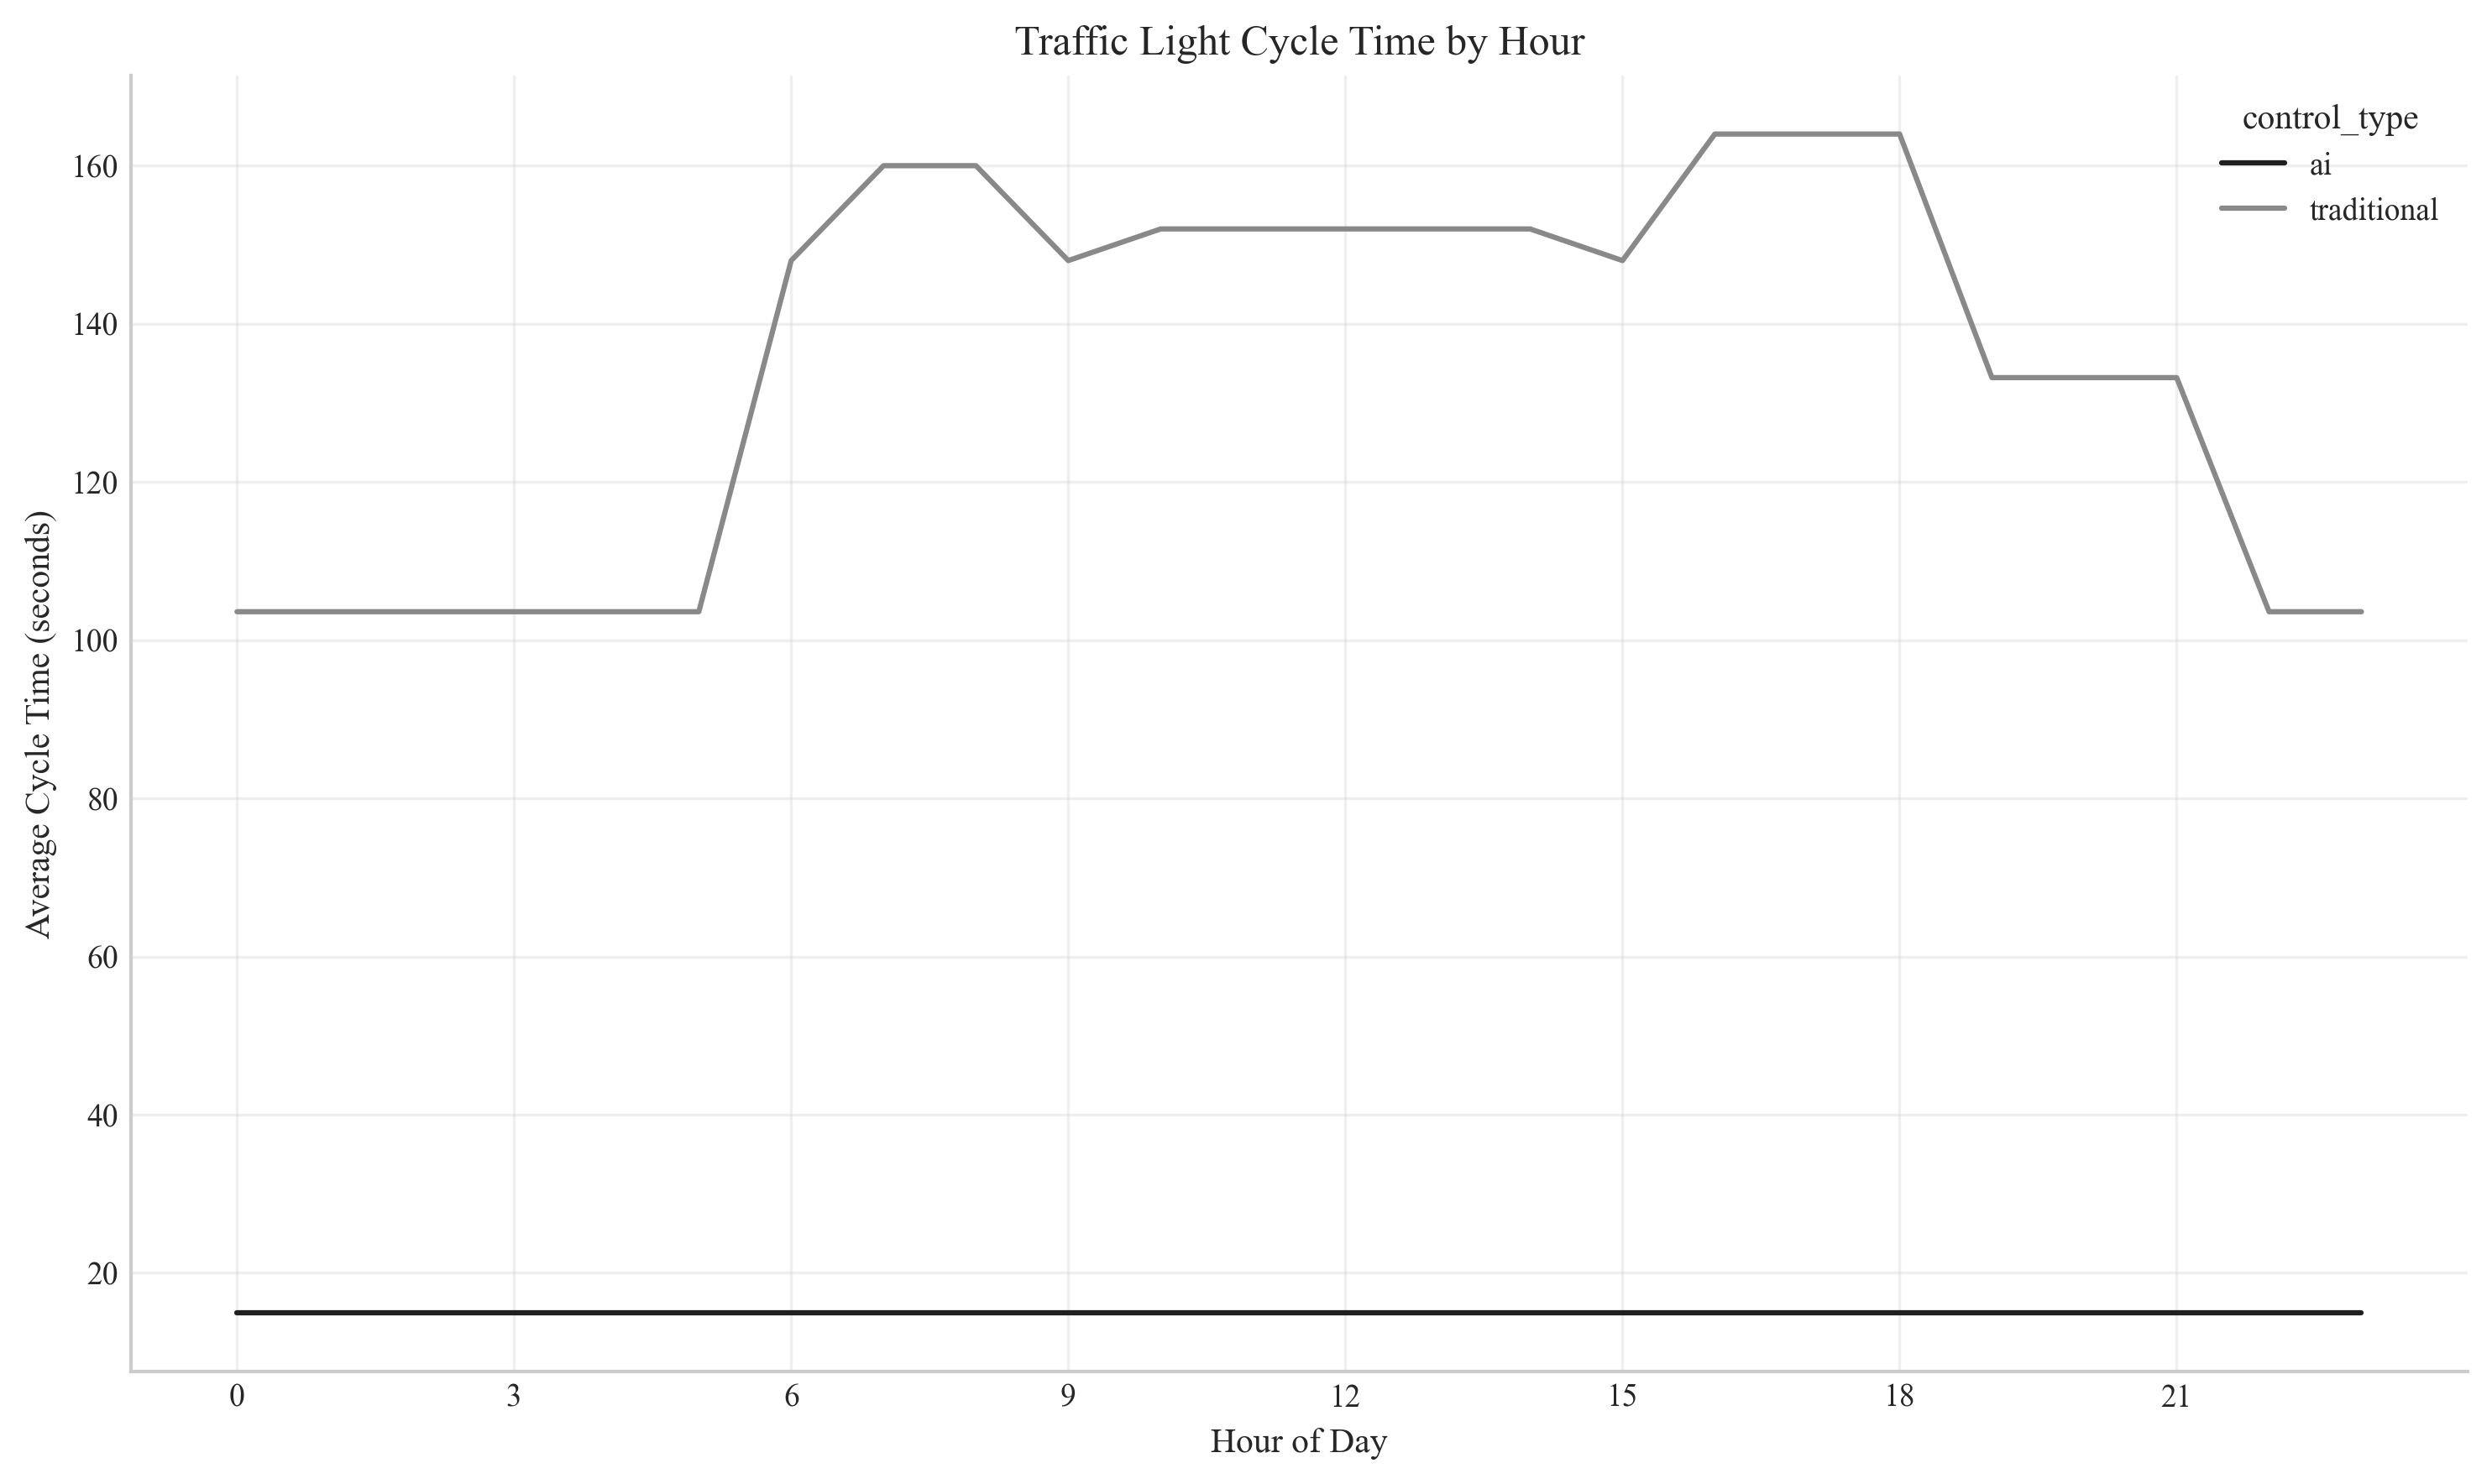 Traffic Light Cycle Time by Hour
control_type
ai
traditional
Average Cycle Time (seconds)
160
140
120
100
80
60
40
20
0 3 6 9 12 15 18 21
Hour of Day